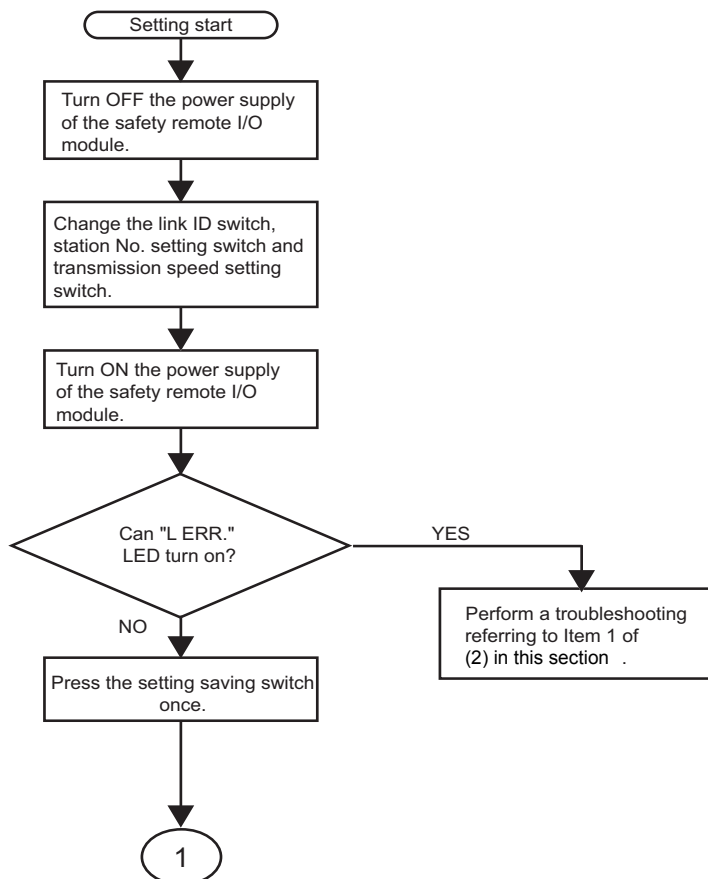 Setting start
Turn OFF the power supply
of the safety remote I/O
module.
Change the link ID switch,
station No. setting switch and
transmission speed setting
switch.
Turn ON the power supply
of the safety remote I/O
module.
Can "L ERR."
LED turn on?
YES
NO
Perform a troubleshooting
referring to Item 1 of
(2) in this section .
Press the setting saving switch
once.
1